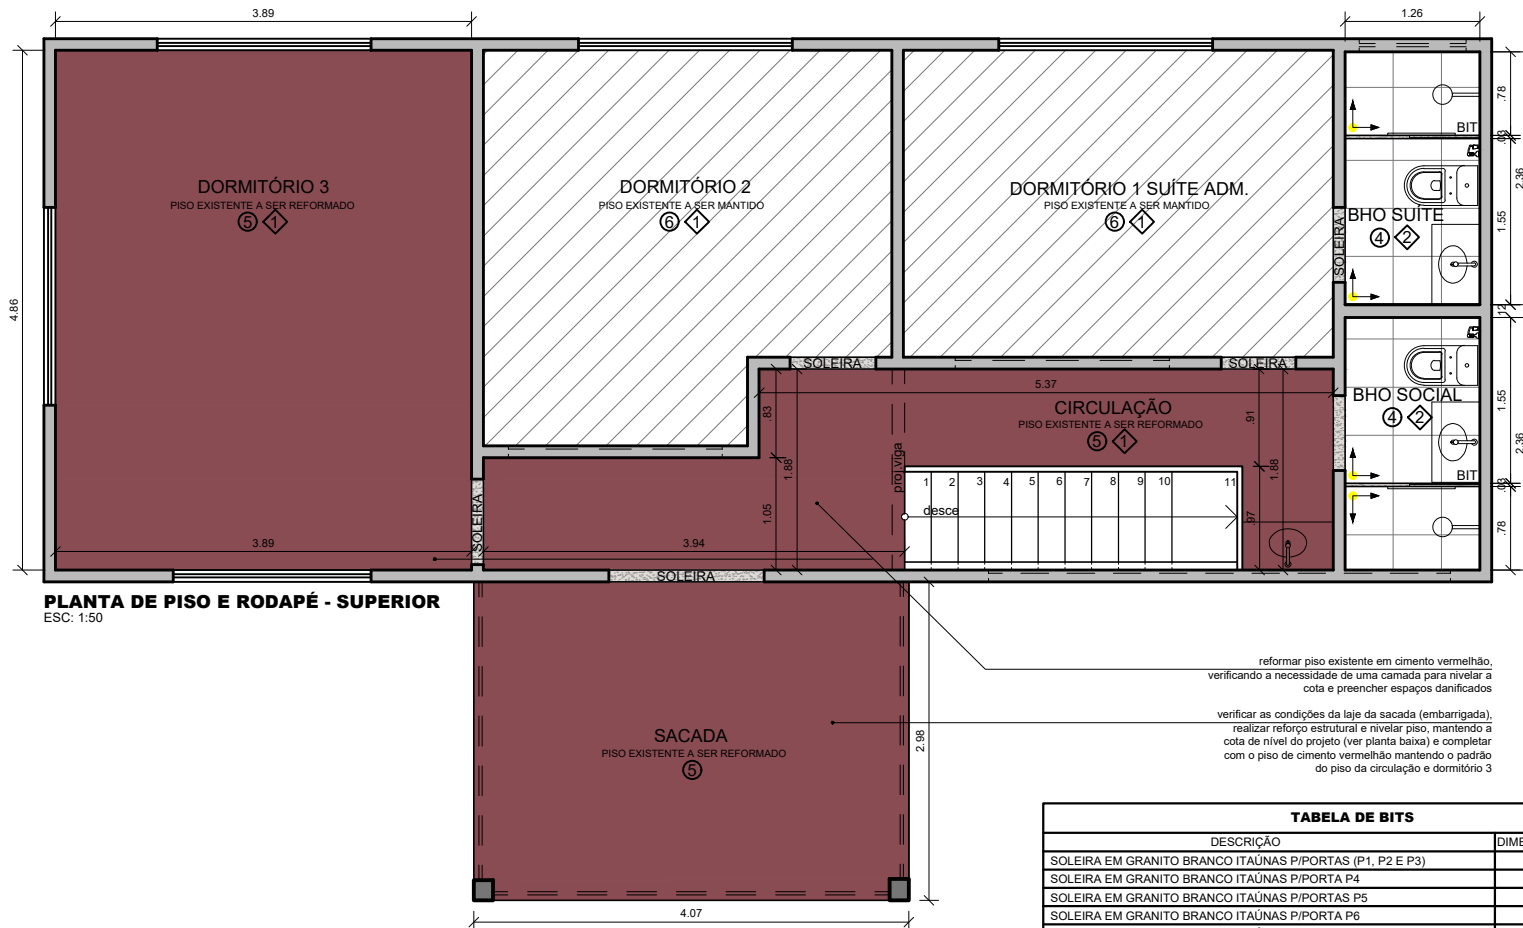 3.89
1.26
4.86
DORMITÓRIO 3
PISO EXISTENTE A SER REFORMADO
5 1
DORMITÓRIO 2
PISO EXISTENTE A SER MANTIDO
6 1
DORMITÓRIO 1 SUÍTE ADM.
PISO EXISTENTE A SER MANTIDO
6 1
.78
BIT
.03
2.36
1.55
BHO SUÍTE
4 2
SOLEIRA
.12
SOLEIRA
SOLEIRA
5.37
CIRCULAÇÃO
PISO EXISTENTE A SER REFORMADO
5 1
.83
1.88
1.05
.91
1.88
.97
proj.viga
1 2 3 4 5 6 7 8 9 10 11
desce
BHO SOCIAL
4 2
1.55
2.36
BIT
.03
.78
SOLEIRA
3.89
3.94
SOLEIRA
PLANTA DE PISO E RODAPÉ - SUPERIOR
ESC: 1:50
reformar piso existente em cimento vermelhão,
verificando a necessidade de uma camada para nivelar a
cota e preencher espaços danificados
verificar as condições da laje da sacada (embarrigada),
realizar reforço estrutural e nivelar piso, mantendo a
cota de nível do projeto (ver planta baixa) e completar
com o piso de cimento vermelhão mantendo o padrão
do piso da circulação e dormitório 3
SACADA
PISO EXISTENTE A SER REFORMADO
5
2.98
4.07
TABELA DE BITS
DESCRIÇÃO DIME
SOLEIRA EM GRANITO BRANCO ITAÚNAS P/PORTAS (P1, P2 E P3)
SOLEIRA EM GRANITO BRANCO ITAÚNAS P/PORTA P4
SOLEIRA EM GRANITO BRANCO ITAÚNAS P/PORTAS P5
SOLEIRA EM GRANITO BRANCO ITAÚNAS P/PORTA P6